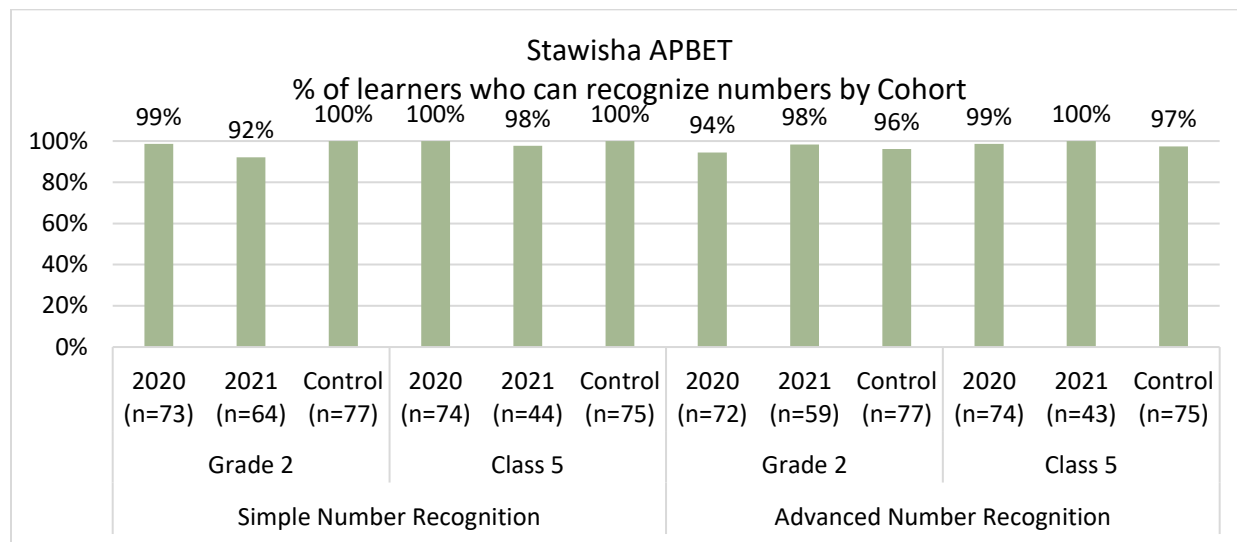 Stawisha APBET
% of learners who can recognize numbers by Cohort
99% 92% 100% 100% 98% 100% 94% 98% 96% 99% 100% 97%
100%
80%
60%
40%
20%
0%
2020 2021 Control 2020 2021 Control 2020 2021 Control 2020 2021 Control
(n=73) (n=64) (n=77) (n=74) (n=44) (n=75) (n=72) (n=59) (n=77) (n=74) (n=43) (n=75)
Grade 2 Class 5 Grade 2 Class 5
Simple Number Recognition Advanced Number Recognition